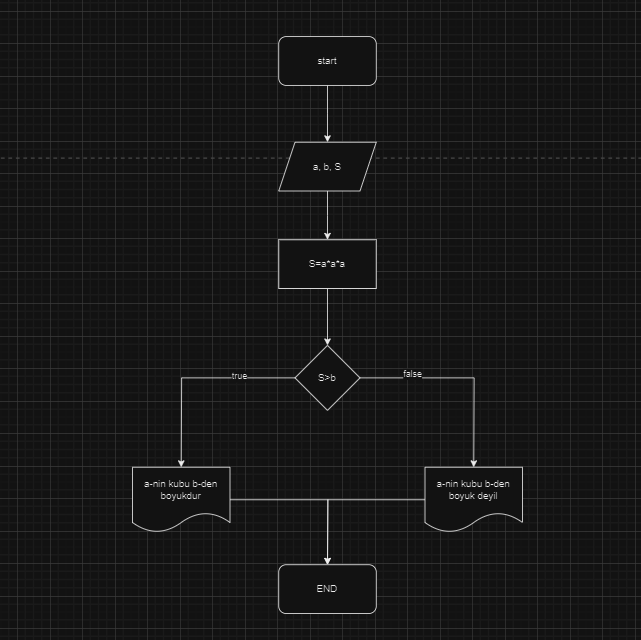 start
a, b, S
S=a*a*a
S>b
true
false
a-nin kubu b-den
boyukdur
a-nin kubu b-den
boyuk deyil
END